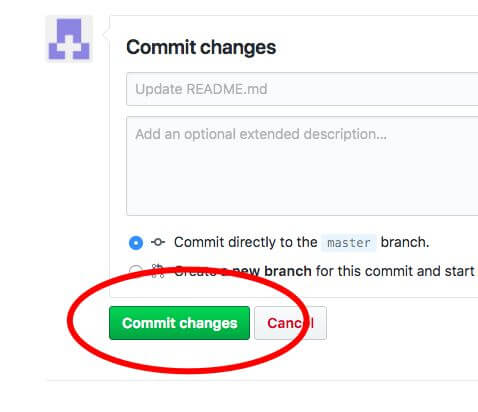 Commit changes
Update README.md
Add an optional extended description...
Commit directly to the master branch.
Create a new branch for this commit and start
Commit changes
Cancel